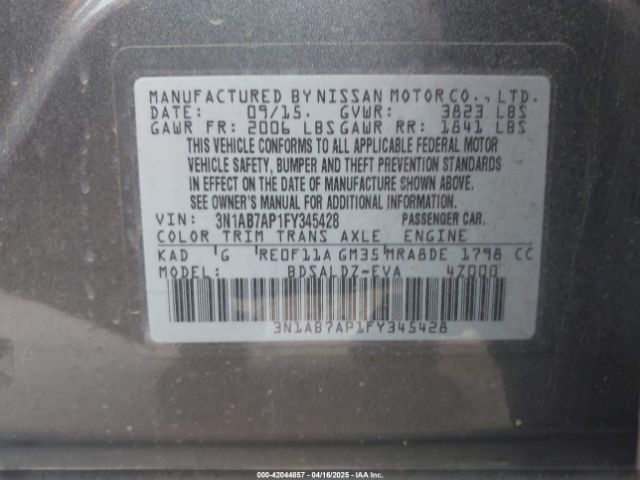 MANUFACTURED BY NISSAN MOTOR CO., LTD.
DATE: 09/15. GVWR: 3823 LBS
GAWR FR: 2006 LBS GAWR RR: 1841 LBS
THIS VEHICLE CONFORMS TO ALL APPLICABLE FEDERAL MOTOR
VEHICLE SAFETY, BUMPER AND THEFT PREVENTION STANDARDS
IN EFFECT ON THE DATE OF MANUFACTURE SHOWN ABOVE.
SEE OWNER'S MANUAL FOR ADDITIONAL INFORMATION.
VIN: 3N1AB7AP1FY345428 PASSENGER CAR.
COLOR TRIM TRANS AXLE ENGINE
KAD G RE0F11A GM35 MRA8DE 1798 CC
MODEL: BDSALDZ-EVA 4Z000
3N1AB7AP1FY345428
000-42044857 - 04/16/2025 - IAA Inc.